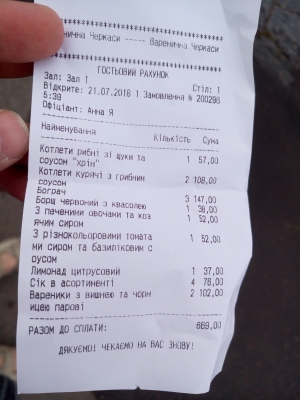 енична Черкаси ----- Варенична Черкаси
ГОСТЬОВИЙ РАХУНОК
Зал: Зал 1 Стіл: 1
Відкрите: 21.07.2016 1 Замовлення № 200286
5:39
Офіціант: Анна Я
Найменування Кількість Сума
Котлети рибні зі щуки та 1 57,00
соусом "хрін"
Котлети курячі з грибним 2 108,00
соусом
Бограч 3 147,00
Борщ червоний з квасолею 1 38,00
З печеними овочами та коз 1 52,00
ячим сиром
З різнокольоровими томата 1 52,00
ми сиром та базиліковим с
оусом
Лимонад цитрусовий 1 37,00
Сік в асортименті 4 76,00
Вареники з вишнею та чорн 2 102,00
ицею парові
РАЗОМ ДО СПЛАТИ: 669,00
ДЯКУЄМО! ЧЕКАЄМО НА ВАС ЗНОВУ!